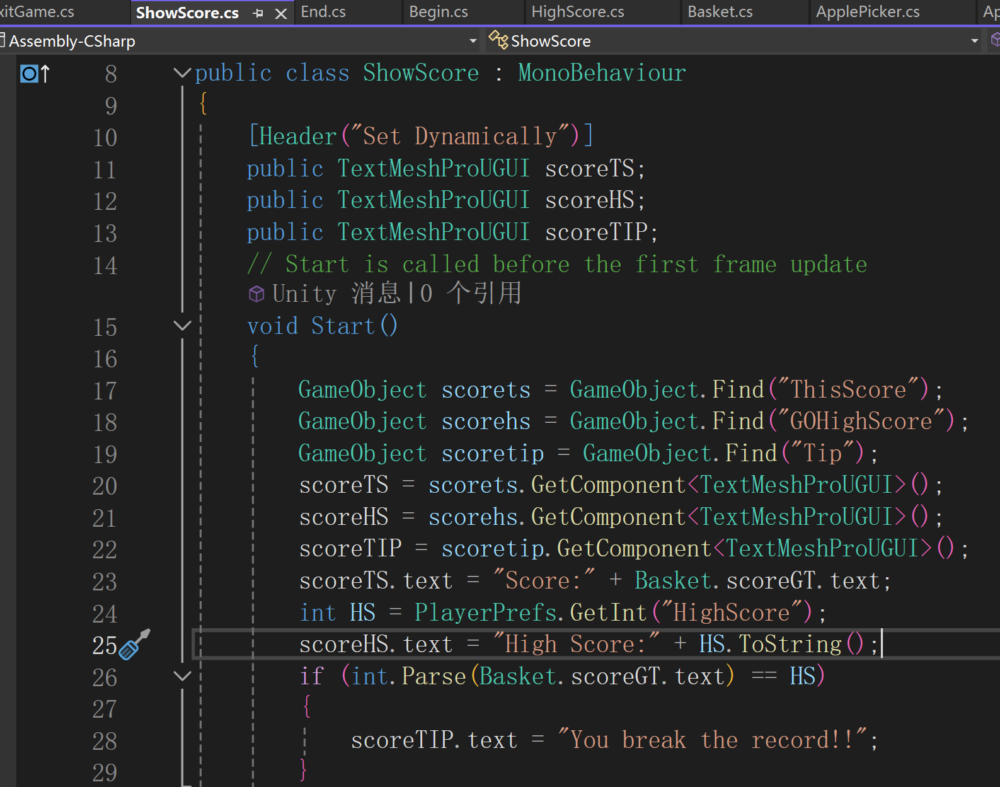 xitGame.cs ShowScore.cs End.cs Begin.cs HighScore.cs Basket.cs ApplePicker.cs Ap
Assembly-CSharp ShowScore
8 public class ShowScore : MonoBehaviour
9 {
10 [Header("Set Dynamically")]
11 public TextMeshProUGUI scoreTS;
12 public TextMeshProUGUI scoreHS;
13 public TextMeshProUGUI scoreTIP;
14 // Start is called before the first frame update
Unity 消息|0 个引用
15 void Start()
16 {
17 GameObject scorets = GameObject.Find("ThisScore");
18 GameObject scorehs = GameObject.Find("GOHighScore");
19 GameObject scoretip = GameObject.Find("Tip");
20 scoreTS = scorets.GetComponent<TextMeshProUGUI>();
21 scoreHS = scorehs.GetComponent<TextMeshProUGUI>();
22 scoreTIP = scoretip.GetComponent<TextMeshProUGUI>();
23 scoreTS.text = "Score:" + Basket.scoreGT.text;
24 int HS = PlayerPrefs.GetInt("HighScore");
25 scoreHS.text = "High Score:" + HS.ToString();
26 if (int.Parse(Basket.scoreGT.text) == HS)
27 {
28 scoreTIP.text = "You break the record!!";
29 }